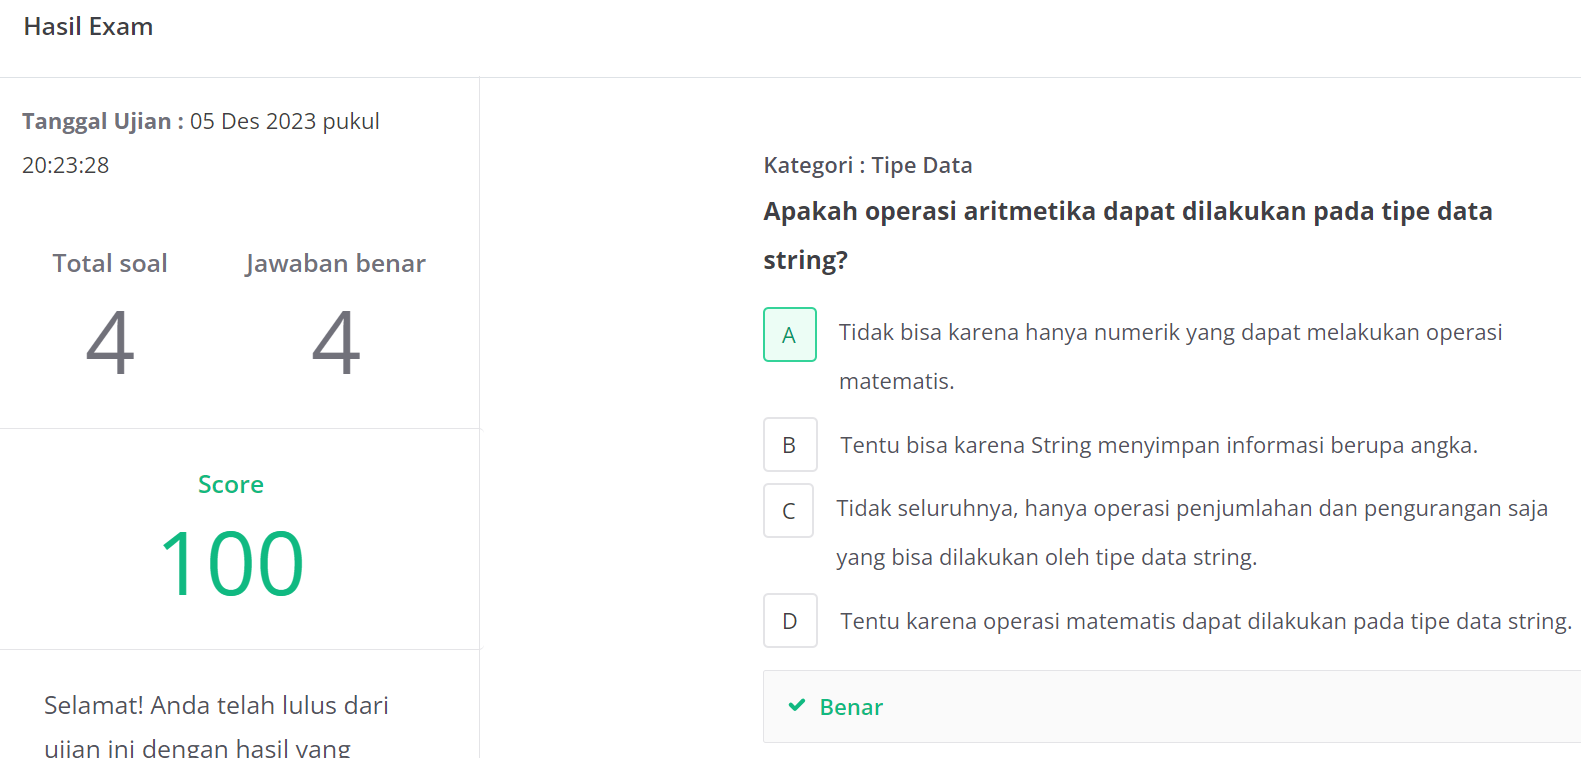 Hasil Exam
Tanggal Ujian : 05 Des 2023 pukul
20:23:28
Total soal
Jawaban benar
4
4
Score
100
Selamat! Anda telah lulus dari
ujian ini dengan hasil yang
Kategori : Tipe Data
Apakah operasi aritmetika dapat dilakukan pada tipe data
string?
A
Tidak bisa karena hanya numerik yang dapat melakukan operasi
matematis.
B
Tentu bisa karena String menyimpan informasi berupa angka.
C
Tidak seluruhnya, hanya operasi penjumlahan dan pengurangan saja
yang bisa dilakukan oleh tipe data string.
D
Tentu karena operasi matematis dapat dilakukan pada tipe data string.
Benar